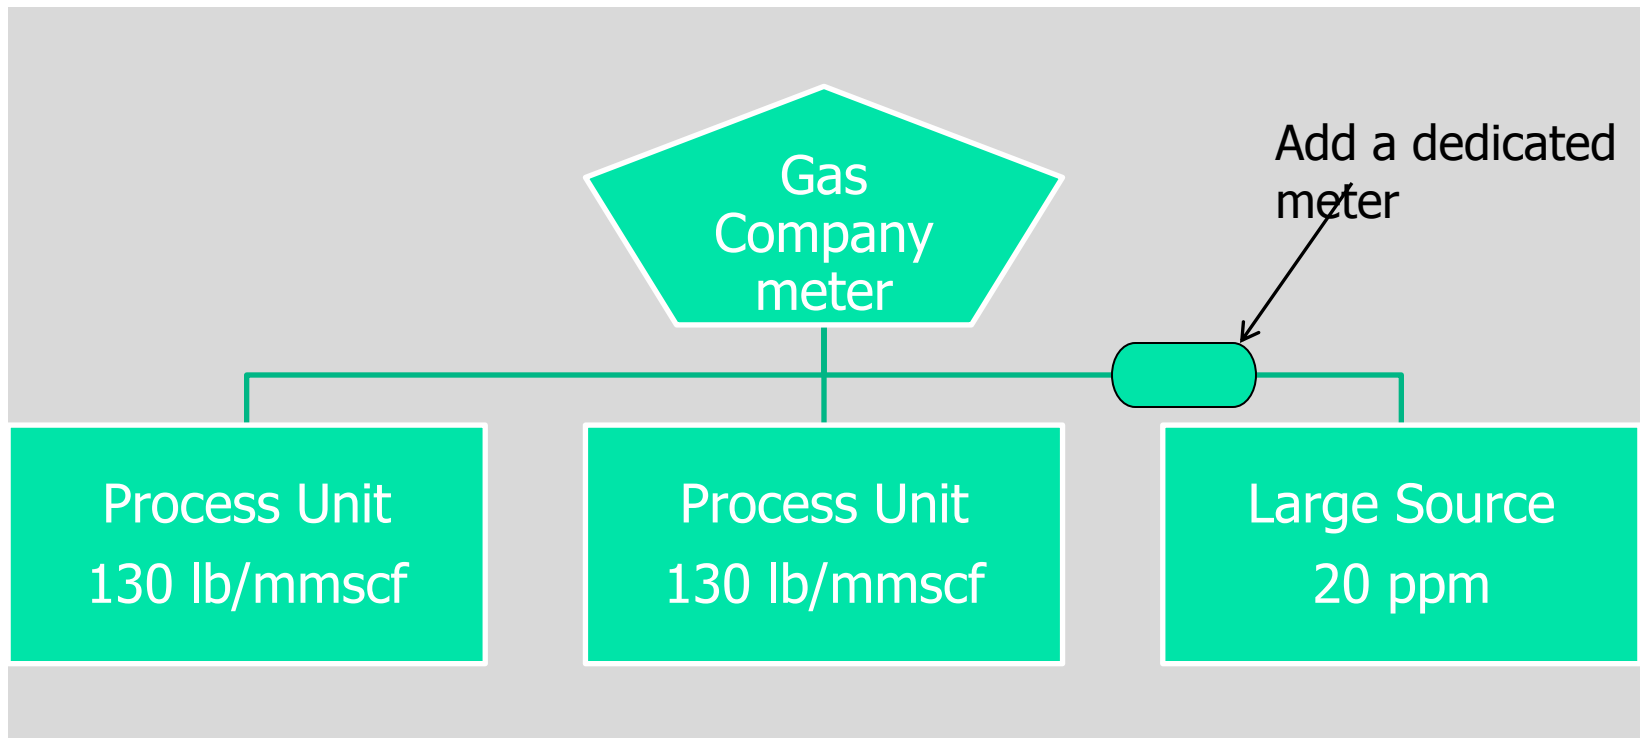 Add a dedicated
meter
Gas
Company
meter
Process Unit
130 lb/mmscf
Process Unit
130 lb/mmscf
Large Source
20 ppm